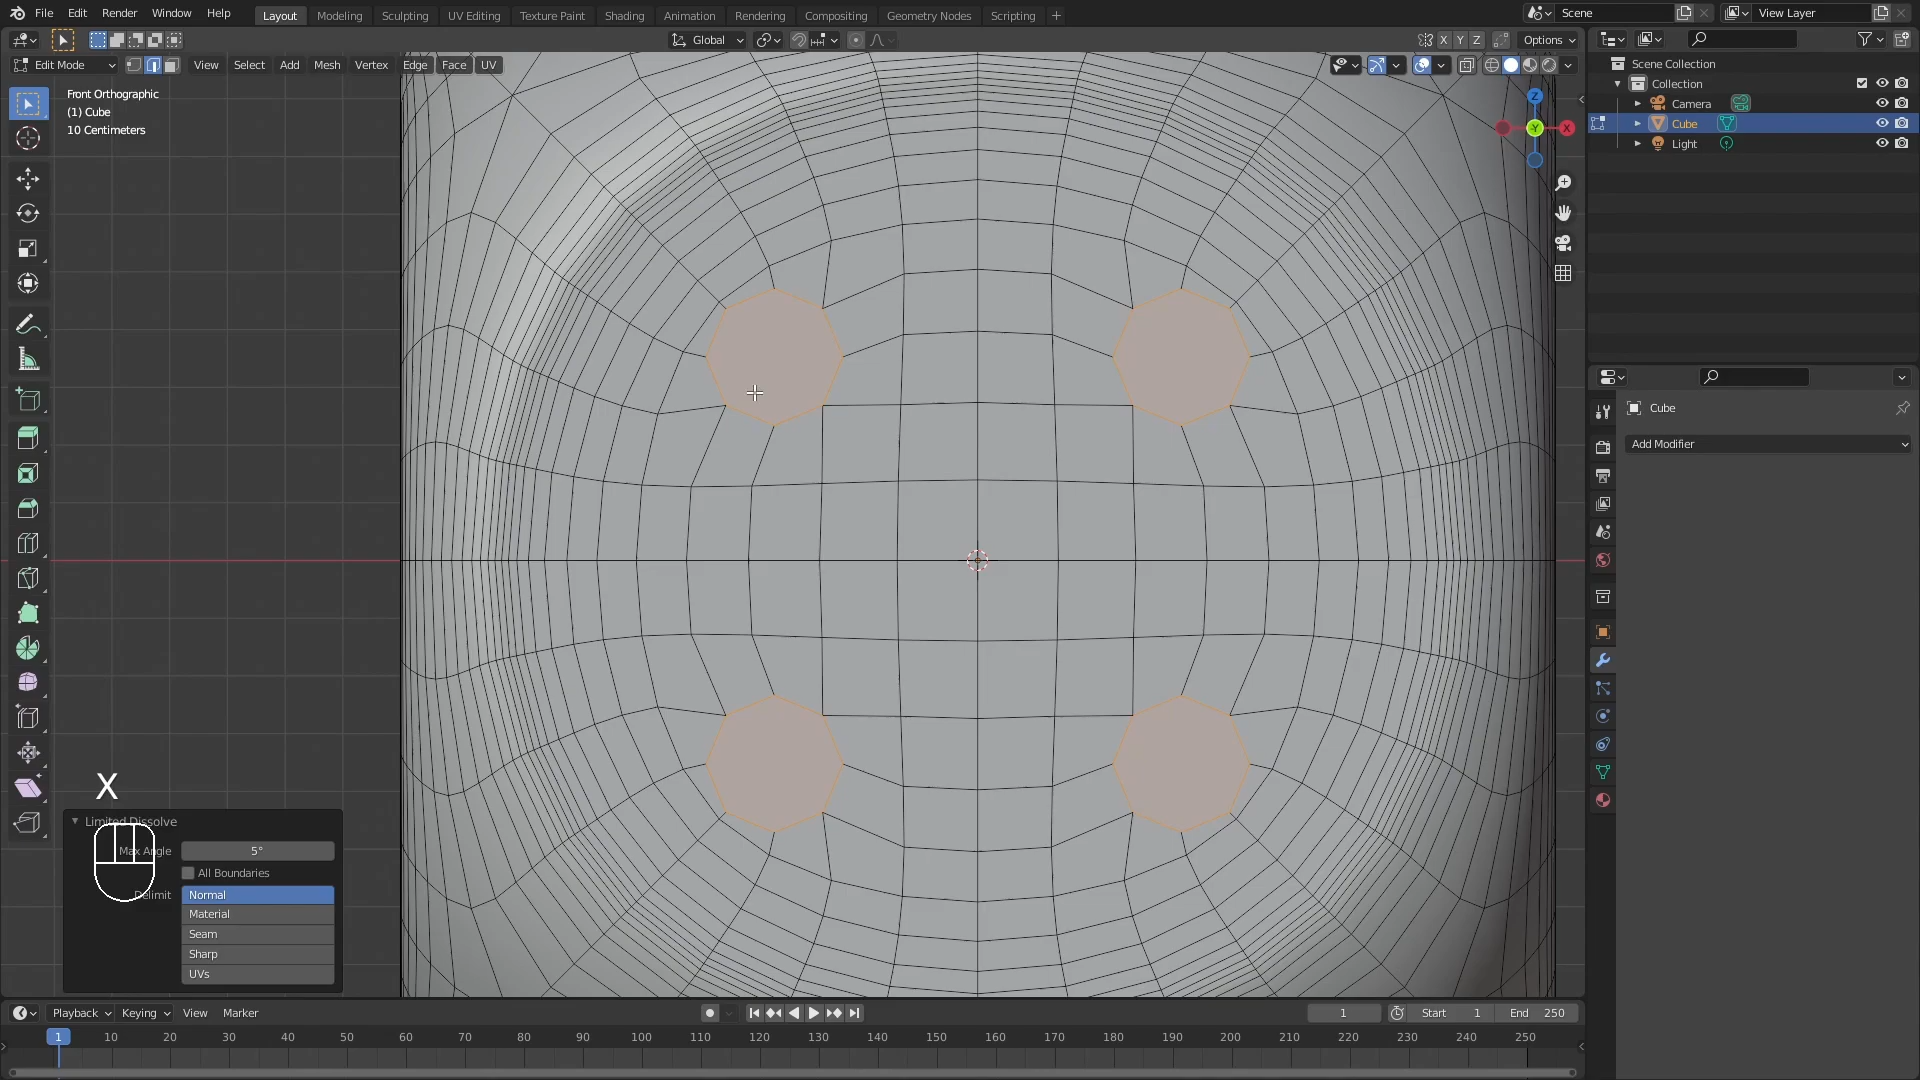 File Edit Render Window Help Layout Modeling Sculpting UV Editing Texture Paint Shading Animation Rendering Compositing Geometry Nodes Scripting + Scene View Layer
Global X Y Z Options
Edit Mode View Select Add Mesh Vertex Edge Face UV
Front Orthographic
(1) Cube
10 Centimeters
Z
X
Y
Scene Collection
Collection
Camera
Cube
Light
Cube
Add Modifier
X
Limited Dissolve
Max Angle 5°
All Boundaries
Delimit Normal
Material
Seam
Sharp
UVs
Playback Keying View Marker 1 Start 1 End 250
1 10 20 30 40 50 60 70 80 90 100 110 120 130 140 150 160 170 180 190 200 210 220 230 240 250